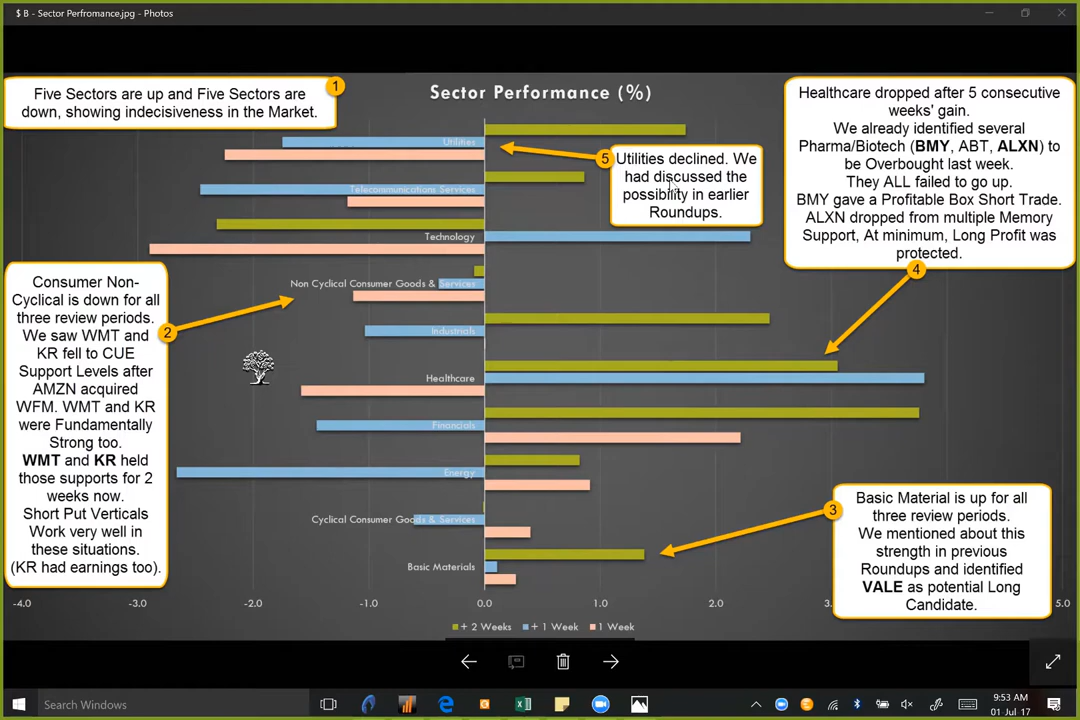 $ B - Sector Perfromance.jpg - Photos
Sector Performance (%)
1
Five Sectors are up and Five Sectors are
down, showing indecisiveness in the Market.
4
Healthcare dropped after 5 consecutive
weeks' gain.
We already identified several
Pharma/Biotech (BMY, ABT, ALXN) to
be Overbought last week.
They ALL failed to go up.
BMY gave a Profitable Box Short Trade.
ALXN dropped from multiple Memory
Support, At minimum, Long Profit was
protected.
5
Utilities declined. We
had discussed the
possibility in earlier
Roundups.
2
Consumer Non-
Cyclical is down for all
three review periods.
We saw WMT and
KR fell to CUE
Support Levels after
AMZN acquired
WFM. WMT and KR
were Fundamentally
Strong too.
WMT and KR held
those supports for 2
weeks now.
Short Put Verticals
Work very well in
these situations.
(KR had earnings too).
3
Basic Material is up for all
three review periods.
We mentioned about this
strength in previous
Roundups and identified
VALE as potential Long
Candidate.
Utilities
Telecommunications Services
Technology
Non Cyclical Consumer Goods & Services
Industrials
Healthcare
Financials
Energy
Cyclical Consumer Goods & Services
Basic Materials
-4.0 -3.0 -2.0 -1.0 0.0 1.0 2.0 3. 5.0
+ 2 Weeks + 1 Week 1 Week
Search Windows
9:53 AM
01 Jul 17